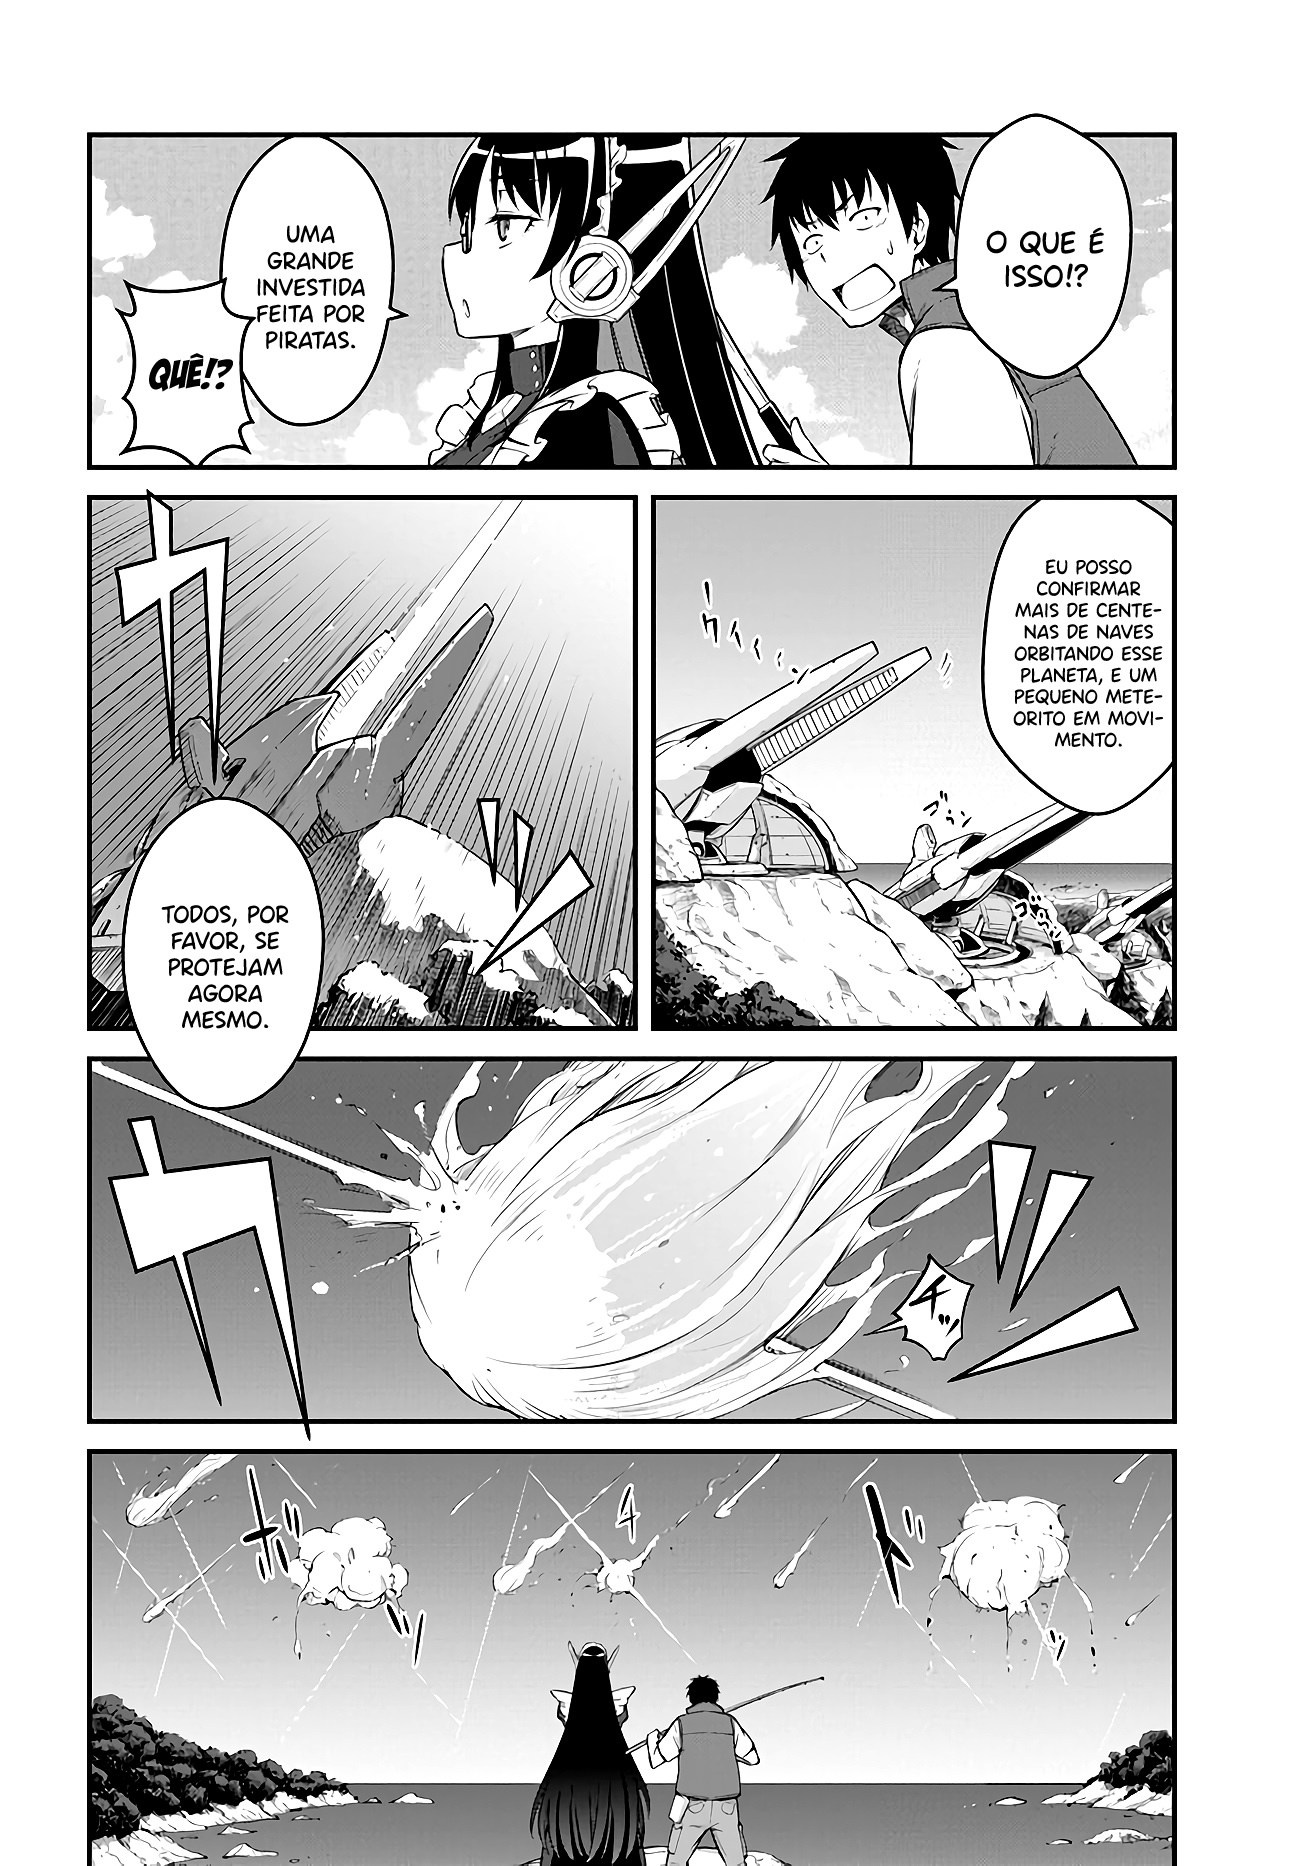 O QUE É
ISSO!?
UMA
GRANDE
INVESTIDA
FEITA POR
PIRATAS.
QUÊ!?
EU POSSO
CONFIRMAR
MAIS DE CENTE-
NAS DE NAVES
ORBITANDO ESSE
PLANETA, E UM
PEQUENO METE-
ORITO EM MOVI-
MENTO.
TODOS, POR
FAVOR, SE
PROTEJAM
AGORA
MESMO.